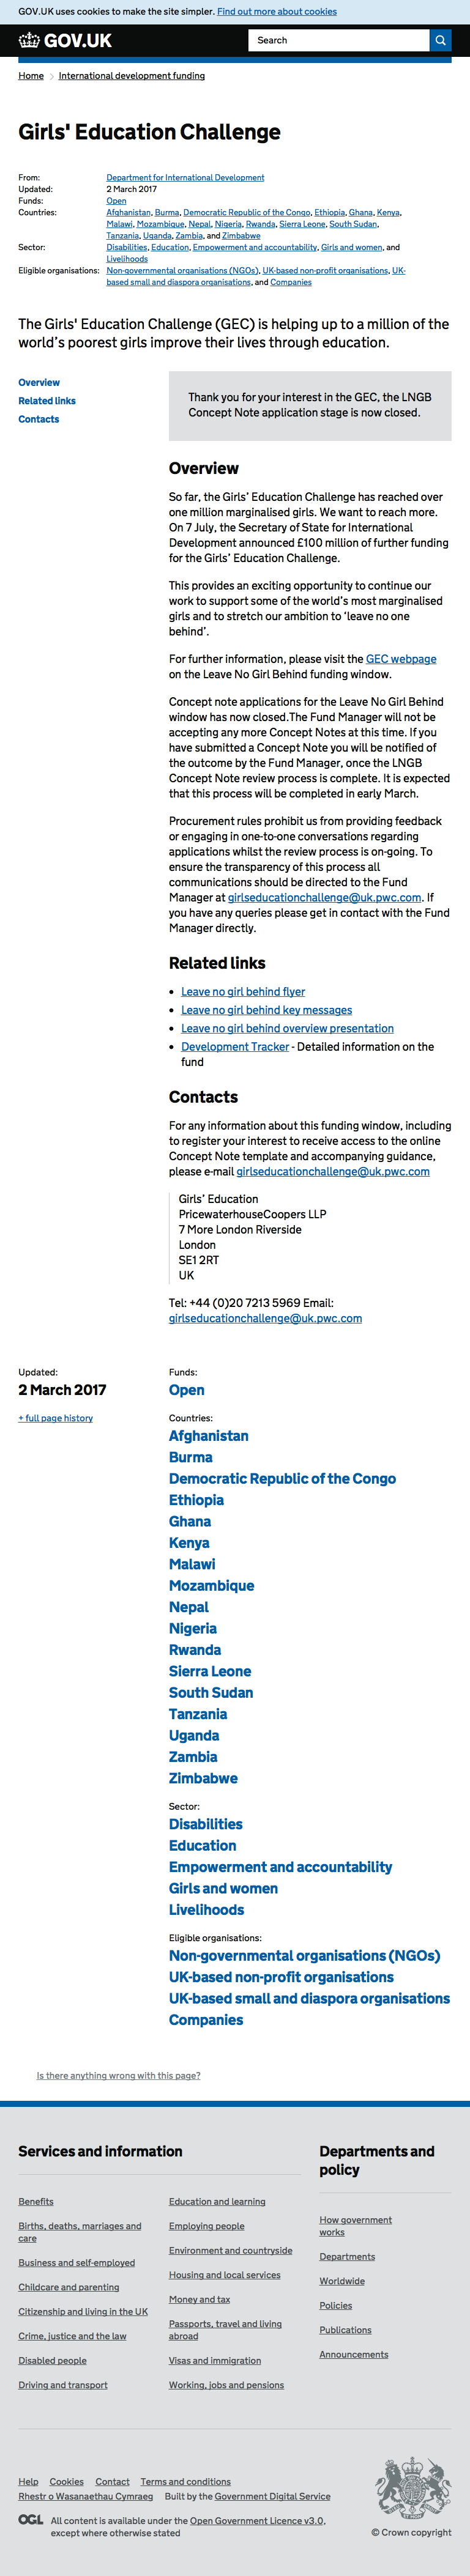 GOV.UK uses cookies to make the site simpler. Find out more about cookies
GOV.UK
Search
Home
International development funding
Girls' Education Challenge
From: Department for International Development
Updated: 2 March 2017
Funds: Open
Countries: Afghanistan, Burma, Democratic Republic of the Congo, Ethiopia, Ghana, Kenya,
Malawi, Mozambique, Nepal, Nigeria, Rwanda, Sierra Leone, South Sudan,
Tanzania, Uganda, Zambia, and Zimbabwe
Sector: Disabilities, Education, Empowerment and accountability, Girls and women, and
Livelihoods
Eligible organisations: Non-governmental organisations (NGOs), UK-based non-profit organisations, UK-
based small and diaspora organisations, and Companies
The Girls' Education Challenge (GEC) is helping up to a million of the
world’s poorest girls improve their lives through education.
Overview
Related links
Contacts
Thank you for your interest in the GEC, the LNGB
Concept Note application stage is now closed.
Overview
So far, the Girls’ Education Challenge has reached over
one million marginalised girls. We want to reach more.
On 7 July, the Secretary of State for International
Development announced £100 million of further funding
for the Girls’ Education Challenge.
This provides an exciting opportunity to continue our
work to support some of the world’s most marginalised
girls and to stretch our ambition to ‘leave no one
behind’.
For further information, please visit the GEC webpage
on the Leave No Girl Behind funding window.
Concept note applications for the Leave No Girl Behind
window has now closed.The Fund Manager will not be
accepting any more Concept Notes at this time. If you
have submitted a Concept Note you will be notified of
the outcome by the Fund Manager, once the LNGB
Concept Note review process is complete. It is expected
that this process will be completed in early March.
Procurement rules prohibit us from providing feedback
or engaging in one-to-one conversations regarding
applications whilst the review process is on-going. To
ensure the transparency of this process all
communications should be directed to the Fund
Manager at girlseducationchallenge@uk.pwc.com. If
you have any queries please get in contact with the Fund
Manager directly.
Related links
• Leave no girl behind flyer
• Leave no girl behind key messages
• Leave no girl behind overview presentation
• Development Tracker - Detailed information on the
fund
Contacts
For any information about this funding window, including
to register your interest to receive access to the online
Concept Note template and accompanying guidance,
please e-mail girlseducationchallenge@uk.pwc.com
Girls’ Education
PricewaterhouseCoopers LLP
7 More London Riverside
London
SE1 2RT
UK
Tel: +44 (0)20 7213 5969 Email:
girlseducationchallenge@uk.pwc.com
Updated:
2 March 2017
+ full page history
Funds:
Open
Countries:
Afghanistan
Burma
Democratic Republic of the Congo
Ethiopia
Ghana
Kenya
Malawi
Mozambique
Nepal
Nigeria
Rwanda
Sierra Leone
South Sudan
Tanzania
Uganda
Zambia
Zimbabwe
Sector:
Disabilities
Education
Empowerment and accountability
Girls and women
Livelihoods
Eligible organisations:
Non-governmental organisations (NGOs)
UK-based non-profit organisations
UK-based small and diaspora organisations
Companies
Is there anything wrong with this page?
Services and information
Benefits
Births, deaths, marriages and
care
Business and self-employed
Childcare and parenting
Citizenship and living in the UK
Crime, justice and the law
Disabled people
Driving and transport
Education and learning
Employing people
Environment and countryside
Housing and local services
Money and tax
Passports, travel and living
abroad
Visas and immigration
Working, jobs and pensions
Departments and
policy
How government
works
Departments
Worldwide
Policies
Publications
Announcements
Help Cookies Contact Terms and conditions
Rhestr o Wasanaethau Cymraeg Built by the Government Digital Service
OGL All content is available under the Open Government Licence v3.0,
except where otherwise stated
© Crown copyright